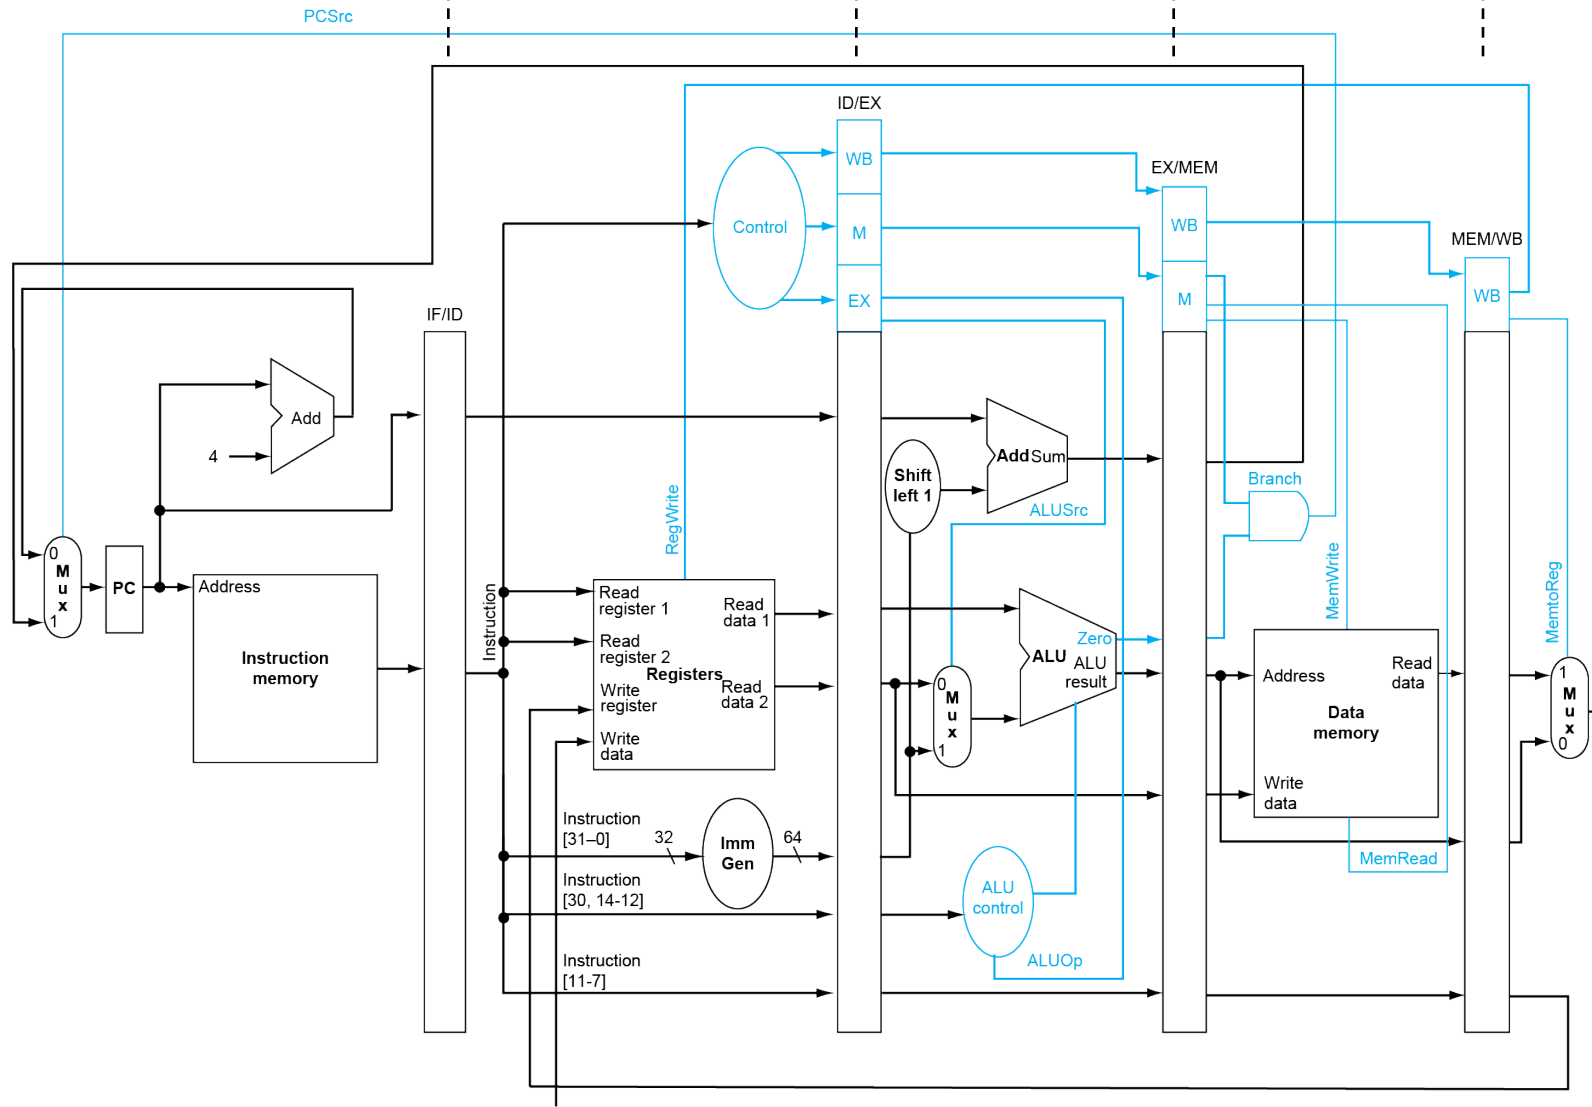 PCSrc
ID/EX
WB
EX/MEM
Control
M
WB
MEM/WB
EX
M
WB
IF/ID
Add
4
Add Sum
Shift
left 1
Branch
ALUSrc
RegWrite
MemWrite
MemtoReg
0
M
u
x
1
PC
Address
Instruction
memory
Instruction
Read
register 1
Read
register 2
Write
register
Write
data
Registers
Read
data 1
Read
data 2
Zero
ALU
ALU
result
0
M
u
x
1
Address
Read
data
Data
memory
Write
data
1
M
u
x
0
MemRead
Instruction
[31–0]
32
Imm
Gen
64
Instruction
[30, 14-12]
ALU
control
ALUOp
Instruction
[11-7]